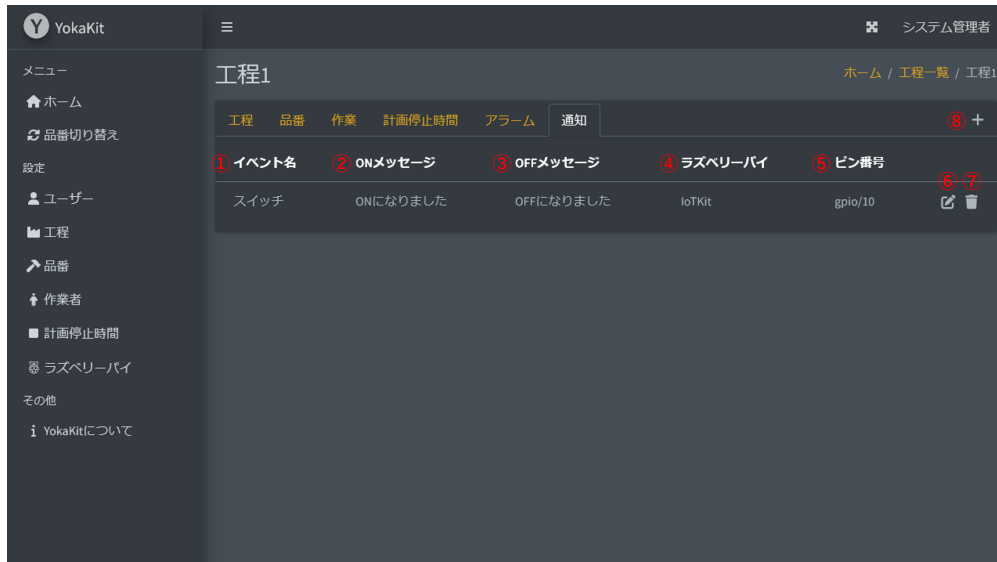 Y YokaKit
システム管理者
メニュー
ホーム
品番切り替え
設定
ユーザー
工程
品番
作業者
計画停止時間
ラズベリーパイ
その他
YokaKitについて
工程1
ホーム / 工程一覧 / 工程1
工程 品番 作業 計画停止時間 アラーム 通知 ⑧ +
①イベント名 ②ONメッセージ ③OFFメッセージ ④ラズベリーパイ ⑤ピン番号
⑥⑦
スイッチ ONになりました OFFになりました IoTKit gpio/10